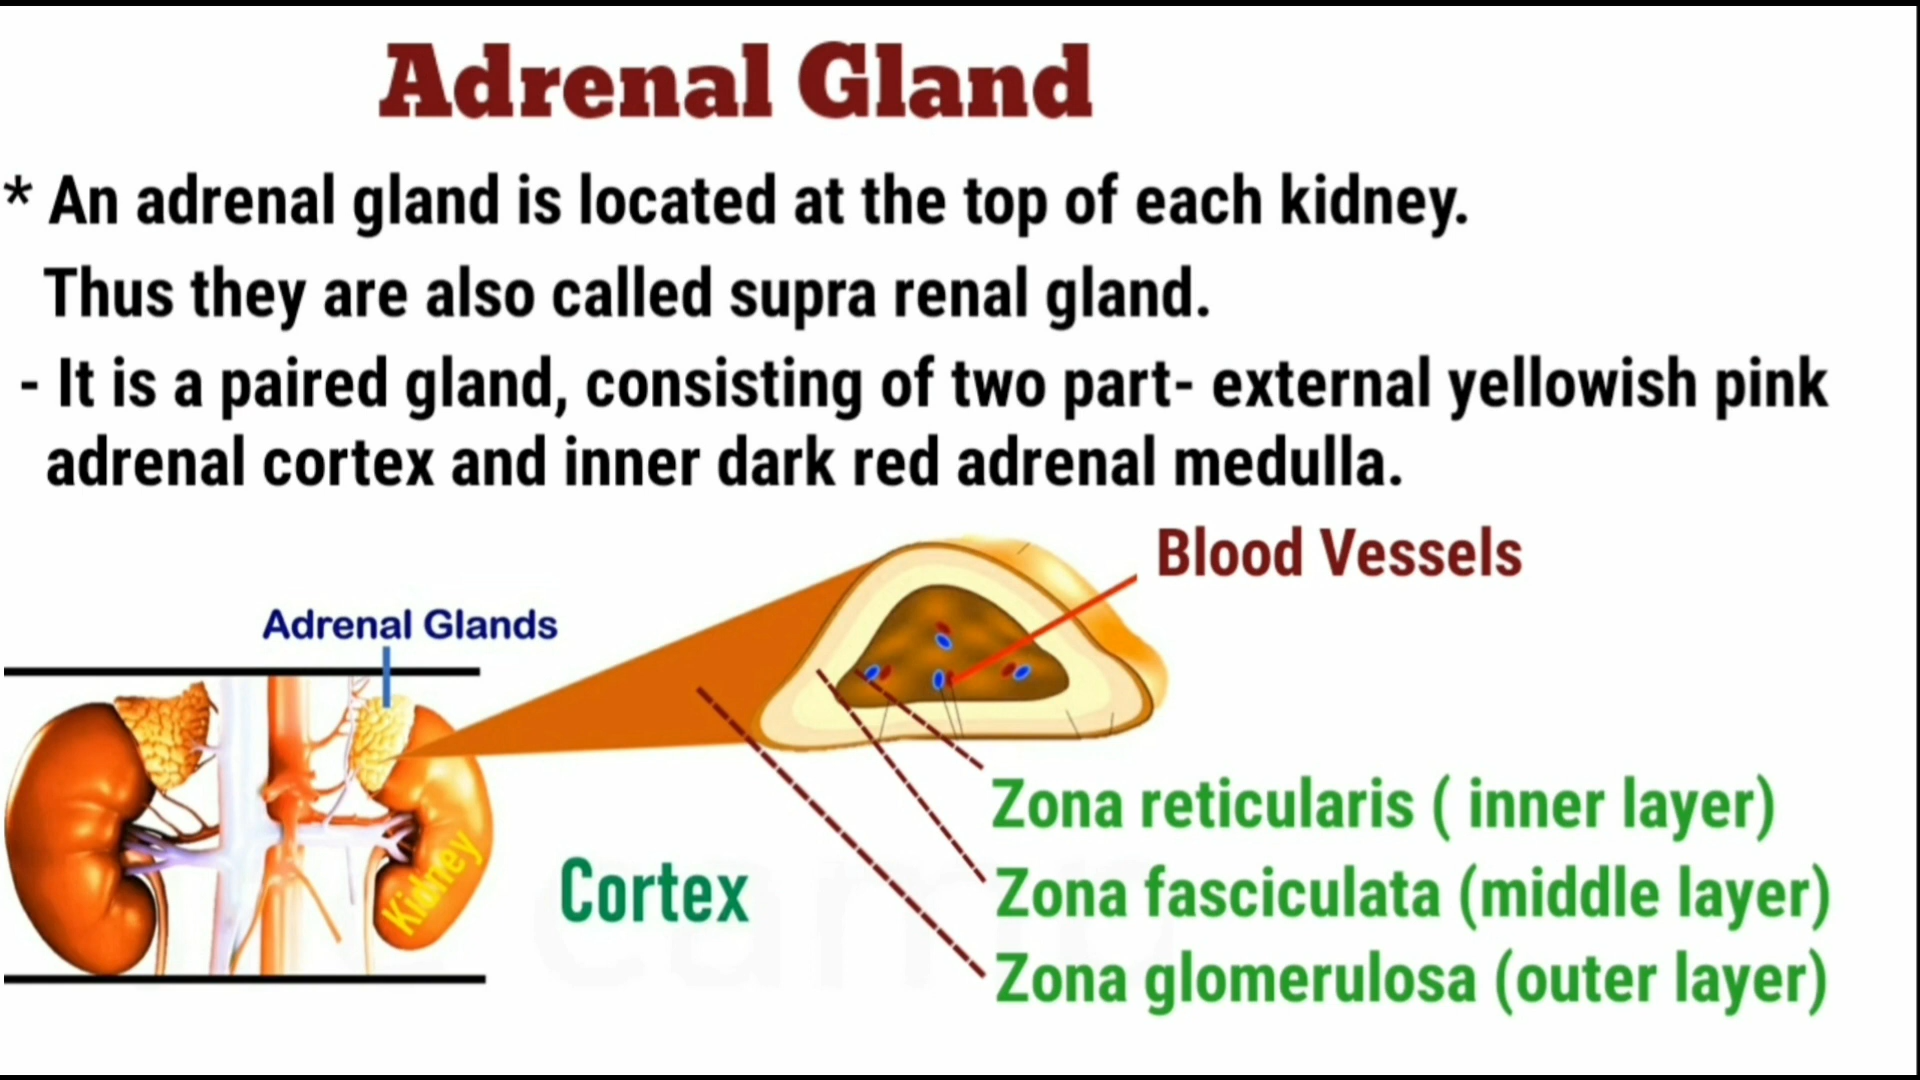 Adrenal Gland
* An adrenal gland is located at the top of each kidney.
Thus they are also called supra renal gland.
- It is a paired gland, consisting of two part- external yellowish pink
adrenal cortex and inner dark red adrenal medulla.
Blood Vessels
Adrenal Glands
Kidney
Cortex
Zona reticularis ( inner layer)
Zona fasciculata (middle layer)
Zona glomerulosa (outer layer)